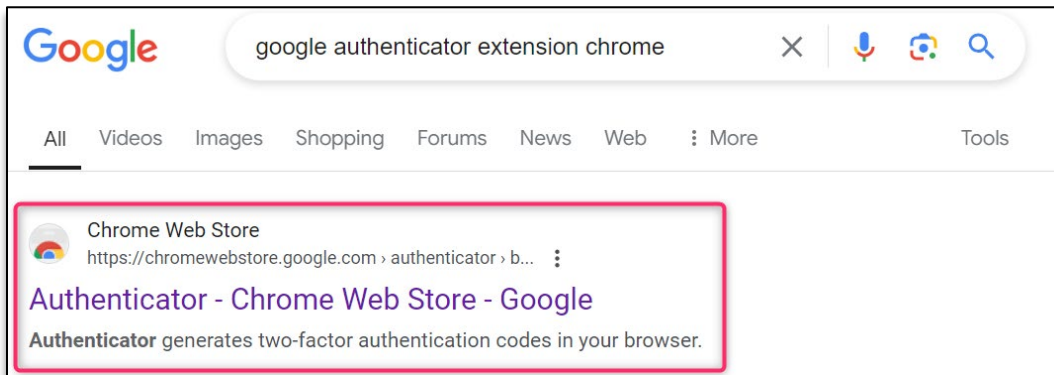 Google
google authenticator extension chrome
All Videos Images Shopping Forums News Web More Tools
Chrome Web Store
https://chromewebstore.google.com › authenticator › b...
Authenticator - Chrome Web Store - Google
Authenticator generates two-factor authentication codes in your browser.